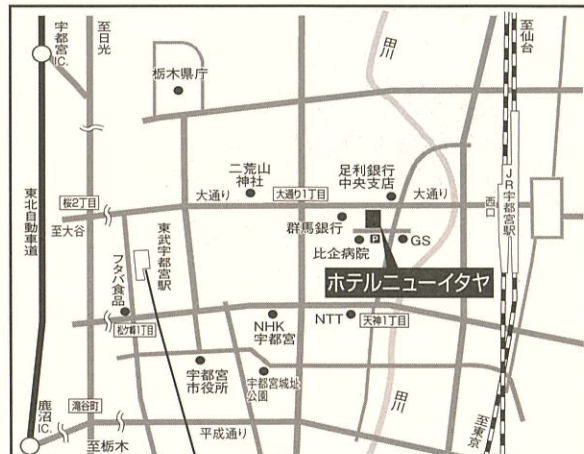 宇都宮
IC.
至日光
栃木県庁
田川
至仙台
二荒山
神社
足利銀行
中央支店
桜2丁目
大通り
大通り1丁目
大通り
西口
JR宇都宮駅
東北自動車道
至大谷
群馬銀行
P
比企病院
GS
東武宇都宮駅
フタバ食品
ホテルニューイタヤ
松ケ峰1丁目
NHK
宇都宮
NTT
天神1丁目
宇都宮
市役所
宇都宮城址
公園
田川
滝谷町
鹿沼
IC.
至栃木
平成通り
至東京